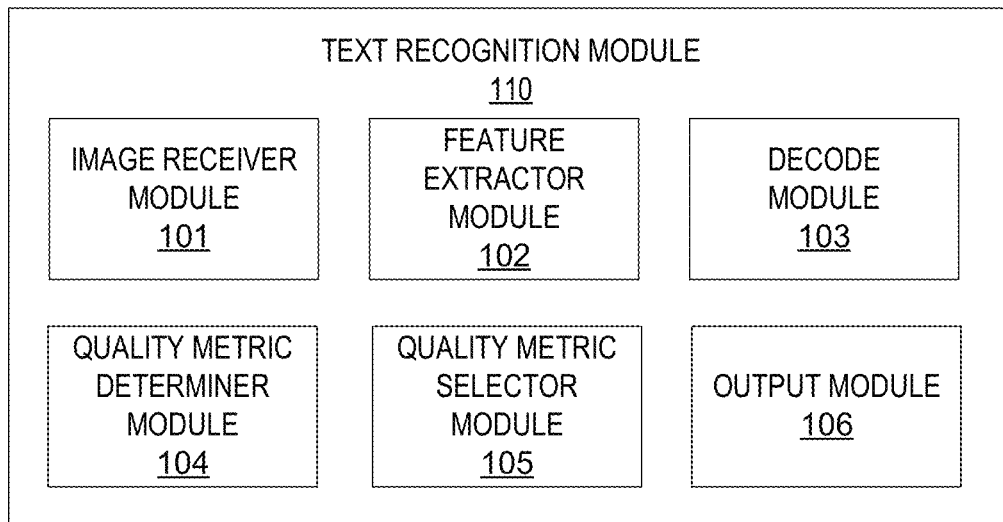 TEXT RECOGNITION MODULE
110
IMAGE RECEIVER
MODULE
101
FEATURE
EXTRACTOR
MODULE
102
DECODE
MODULE
103
QUALITY METRIC
DETERMINER
MODULE
104
QUALITY METRIC
SELECTOR
MODULE
105
OUTPUT MODULE
106